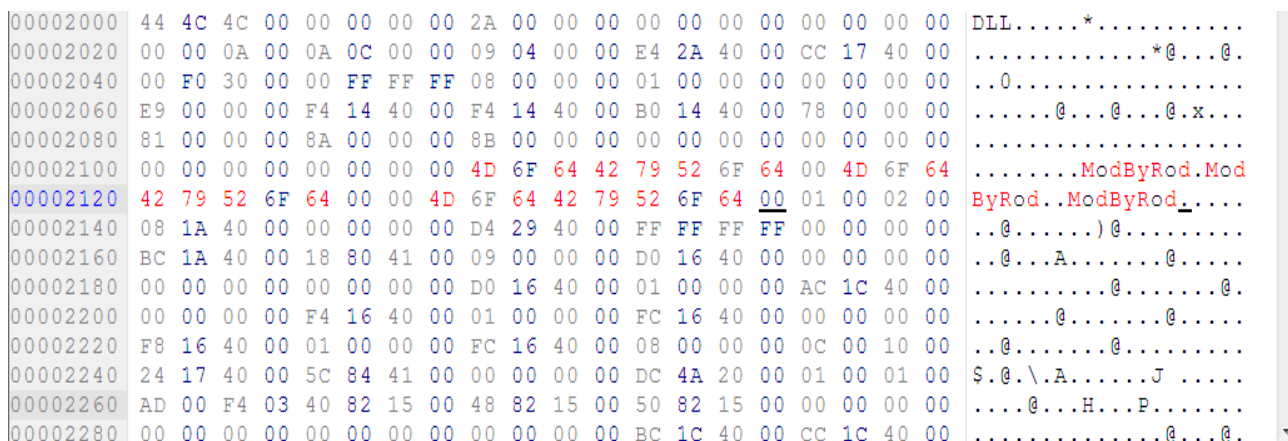 00002000 44 4C 4C 00 00 00 00 00 2A 00 00 00 00 00 00 00 00 00 00 00 DLL.....*...........
00002020 00 00 0A 00 0A 0C 00 00 09 04 00 00 E4 2A 40 00 CC 17 40 00 .............*@...@.
00002040 00 F0 30 00 00 FF FF FF 08 00 00 00 01 00 00 00 00 00 00 00 ..0.................
00002060 E9 00 00 00 F4 14 40 00 F4 14 40 00 B0 14 40 00 78 00 00 00 ......@...@...@.x...
00002080 81 00 00 00 8A 00 00 00 8B 00 00 00 00 00 00 00 00 00 00 00 ....................
00002100 00 00 00 00 00 00 00 00 4D 6F 64 42 79 52 6F 64 00 4D 6F 64 ........ModByRod.Mod
00002120 42 79 52 6F 64 00 00 4D 6F 64 42 79 52 6F 64 00 01 00 02 00 ByRod..ModByRod.....
00002140 08 1A 40 00 00 00 00 00 D4 29 40 00 FF FF FF FF 00 00 00 00 ..@......)@.........
00002160 BC 1A 40 00 18 80 41 00 09 00 00 00 D0 16 40 00 00 00 00 00 ..@...A.......@.....
00002180 00 00 00 00 00 00 00 00 D0 16 40 00 01 00 00 00 AC 1C 40 00 ..........@.......@.
00002200 00 00 00 00 F4 16 40 00 01 00 00 00 FC 16 40 00 00 00 00 00 ......@.......@.....
00002220 F8 16 40 00 01 00 00 00 FC 16 40 00 08 00 00 00 0C 00 10 00 ..@.......@.........
00002240 24 17 40 00 5C 84 41 00 00 00 00 00 DC 4A 20 00 01 00 01 00 $.@.\.A......J .....
00002260 AD 00 F4 03 40 82 15 00 48 82 15 00 50 82 15 00 00 00 00 00 ....@...H...P.......
00002280 00 00 00 00 00 00 00 00 00 00 00 00 BC 1C 40 00 CC 1C 40 00 ..............@...@.